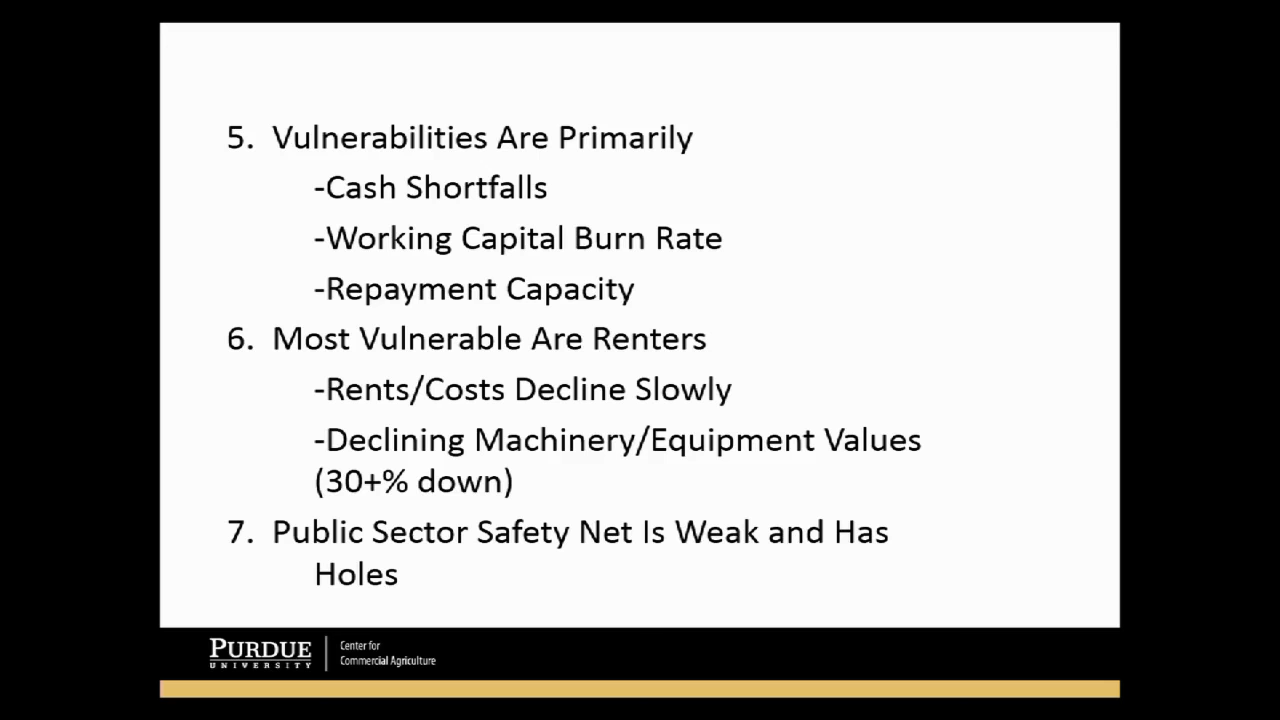 5. Vulnerabilities Are Primarily
-Cash Shortfalls
-Working Capital Burn Rate
-Repayment Capacity
6. Most Vulnerable Are Renters
-Rents/Costs Decline Slowly
-Declining Machinery/Equipment Values
(30+% down)
7. Public Sector Safety Net Is Weak and Has
Holes
PURDUE
UNIVERSITY
Center for
Commercial Agriculture